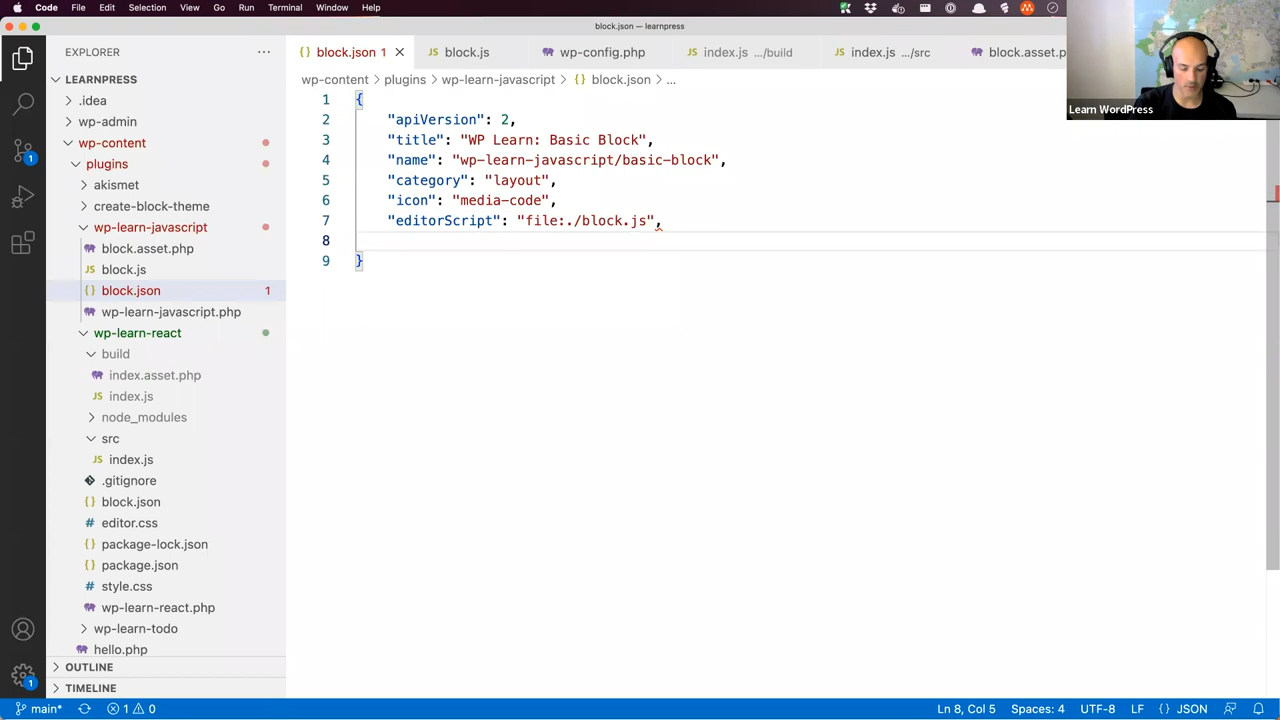 Code File Edit Selection View Go Run Terminal Window Help
block.json — learnpress
EXPLORER
block.json 1
block.js
wp-config.php
index.js .../build
index.js .../src
block.asset.p
wp-content > plugins > wp-learn-javascript > {} block.json > ...
Learn WordPress
LEARNPRESS
.idea
wp-admin
wp-content
plugins
akismet
create-block-theme
wp-learn-javascript
block.asset.php
JS block.js
{} block.json 1
wp-learn-javascript.php
wp-learn-react
build
index.asset.php
JS index.js
node_modules
src
JS index.js
.gitignore
{} block.json
# editor.css
{} package-lock.json
{} package.json
# style.css
wp-learn-react.php
wp-learn-todo
hello.php
OUTLINE
TIMELINE
1 {
2 "apiVersion": 2,
3 "title": "WP Learn: Basic Block",
4 "name": "wp-learn-javascript/basic-block",
5 "category": "layout",
6 "icon": "media-code",
7 "editorScript": "file:./block.js",
8
9 }
1
1
main* 1 0 Ln 8, Col 5 Spaces: 4 UTF-8 LF {} JSON